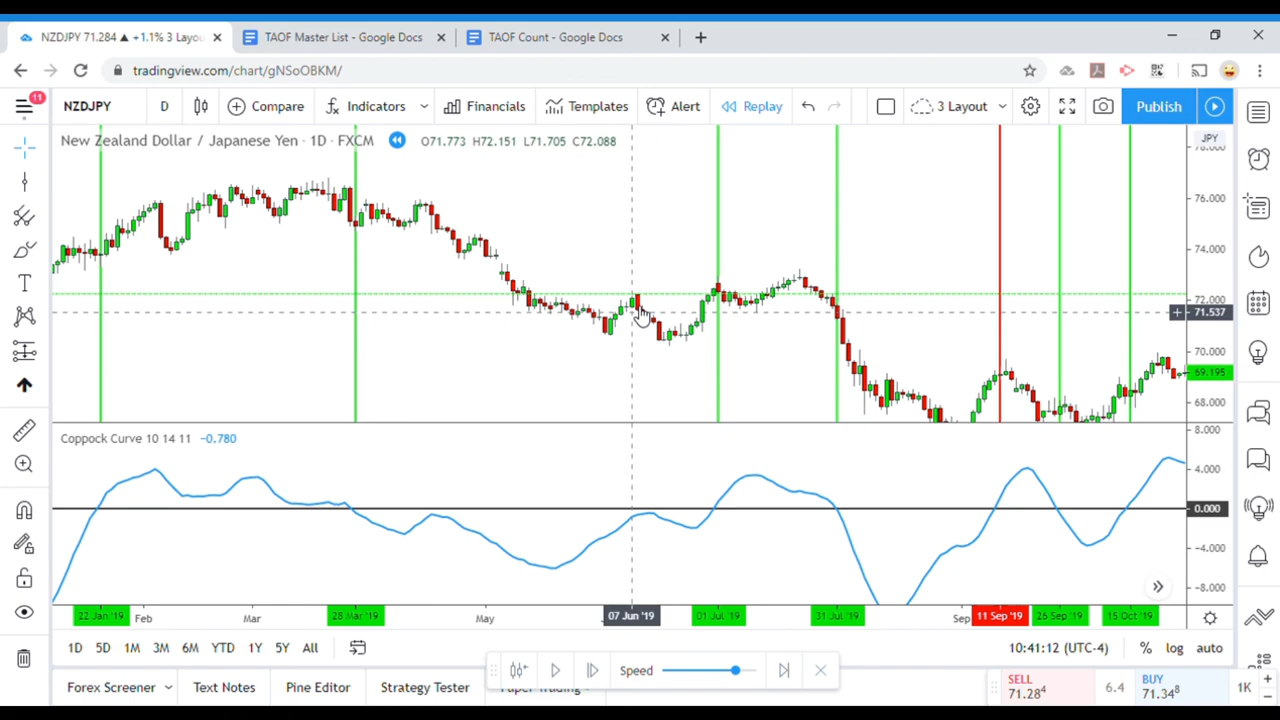 NZDJPY 71.284 ▲ +1.1% 3 Layou
TAOF Master List - Google Docs
TAOF Count - Google Docs
tradingview.com/chart/gNSoOBKM/
11
NZDJPY D Compare Indicators Financials Templates Alert Replay 3 Layout Publish
New Zealand Dollar / Japanese Yen · 1D · FXCM O71.773 H72.151 L71.705 C72.088
JPY
78.000
76.000
74.000
72.000
71.537
70.000
69.195
68.000
Coppock Curve 10 14 11 −0.780
8.000
4.000
0.000
−4.000
−8.000
22 Jan '19 Feb Mar 28 Mar '19 May 07 Jun '19 01 Jul '19 31 Jul '19 Sep 11 Sep '19 26 Sep '19 15 Oct '19
1D 5D 1M 3M 6M YTD 1Y 5Y All 10:41:12 (UTC-4) % log auto
Speed
Forex Screener Text Notes Pine Editor Strategy Tester Paper Trading
SELL 71.28⁴ 6.4 BUY 71.34⁸ 1K